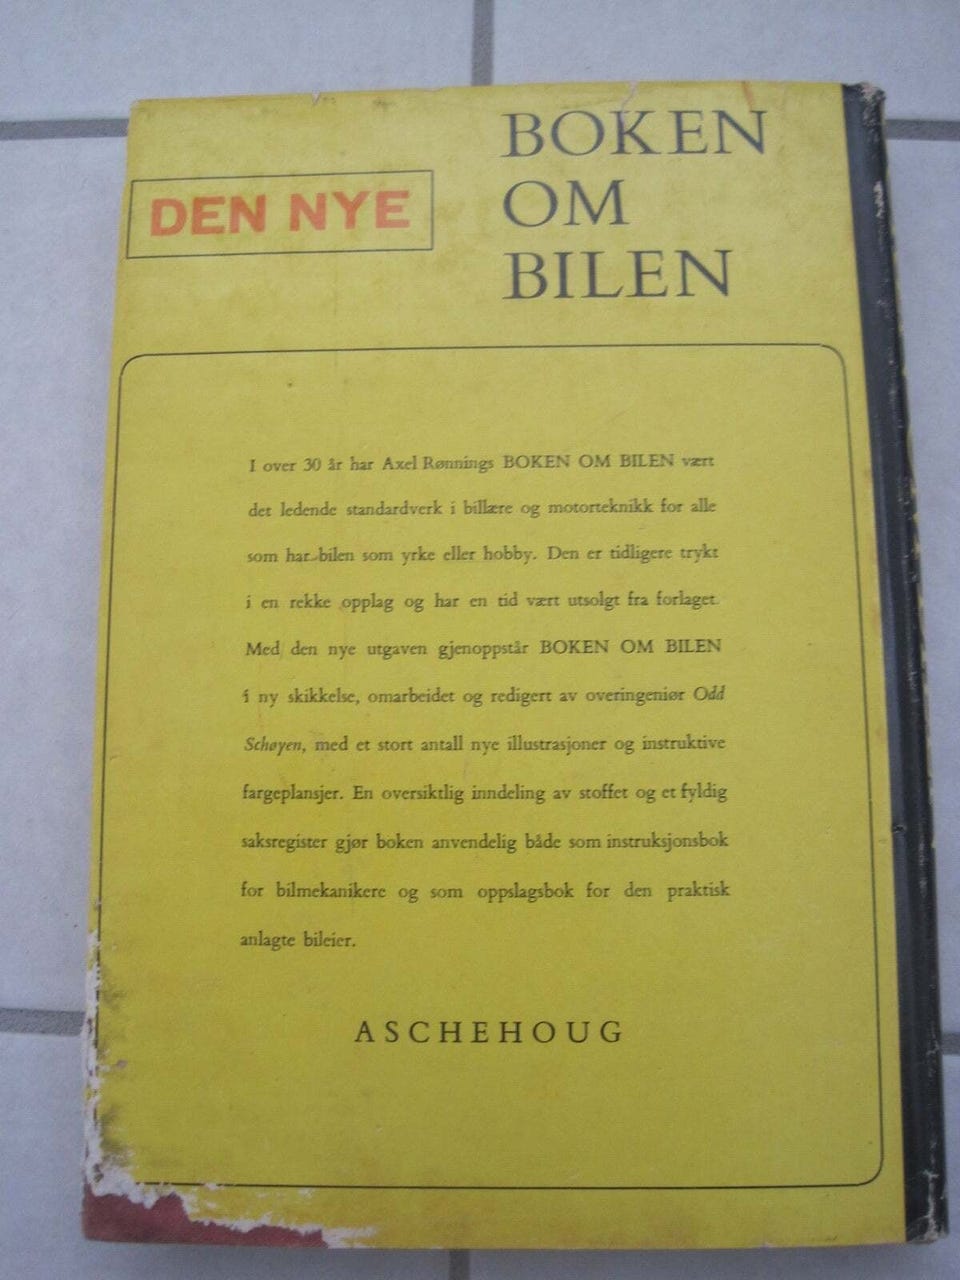 DEN NYE
BOKEN
OM
BILEN
I over 30 år har Axel Rønnings BOKEN OM BILEN vært
det ledende standardverk i billære og motorteknikk for alle
som har bilen som yrke eller hobby. Den er tidligere trykt
i en rekke opplag og har en tid vært utsolgt fra forlaget.
Med den nye utgaven gjenoppstår BOKEN OM BILEN
i ny skikkelse, omarbeidet og redigert av overingeniør Odd
Schøyen, med et stort antall nye illustrasjoner og instruktive
fargeplansjer. En oversiktlig inndeling av stoffet og et fyldig
saksregister gjør boken anvendelig både som instruksjonsbok
for bilmekanikere og som oppslagsbok for den praktisk
anlagte bileier.
ASCHEHOUG